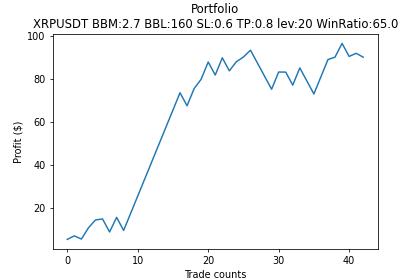 Portfolio
XRPUSDT BBM:2.7 BBL:160 SL:0.6 TP:0.8 lev:20 WinRatio:65.0
100
80
60
40
20
Profit ($)
0 10 20 30 40
Trade counts